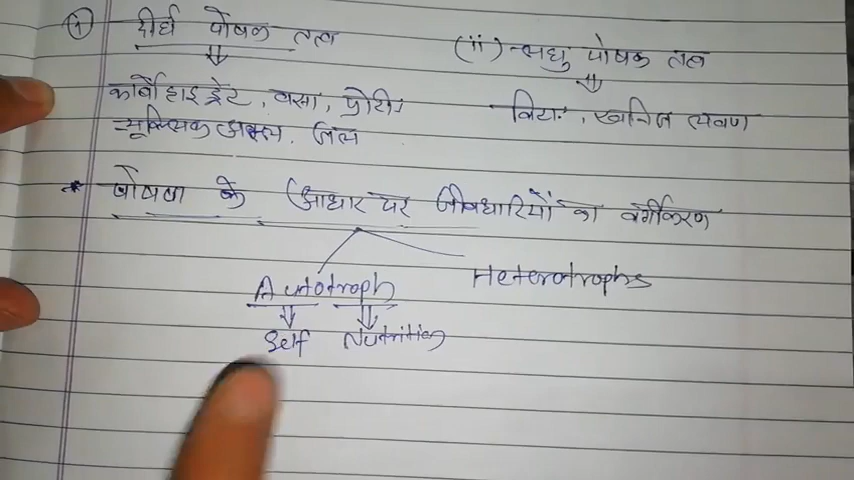 (1) दीर्घ पोषक तत्व
(ii) लघु पोषक तत्व
कार्बोहाइड्रेट, वसा, प्रोटीन
न्यूक्लिक अम्ल, जल
विटा॰, खनिज लवण
* पोषण के आधार पर जीवधारियों का वर्गीकरण
Autotroph
Heterotrophs
Self Nutrition